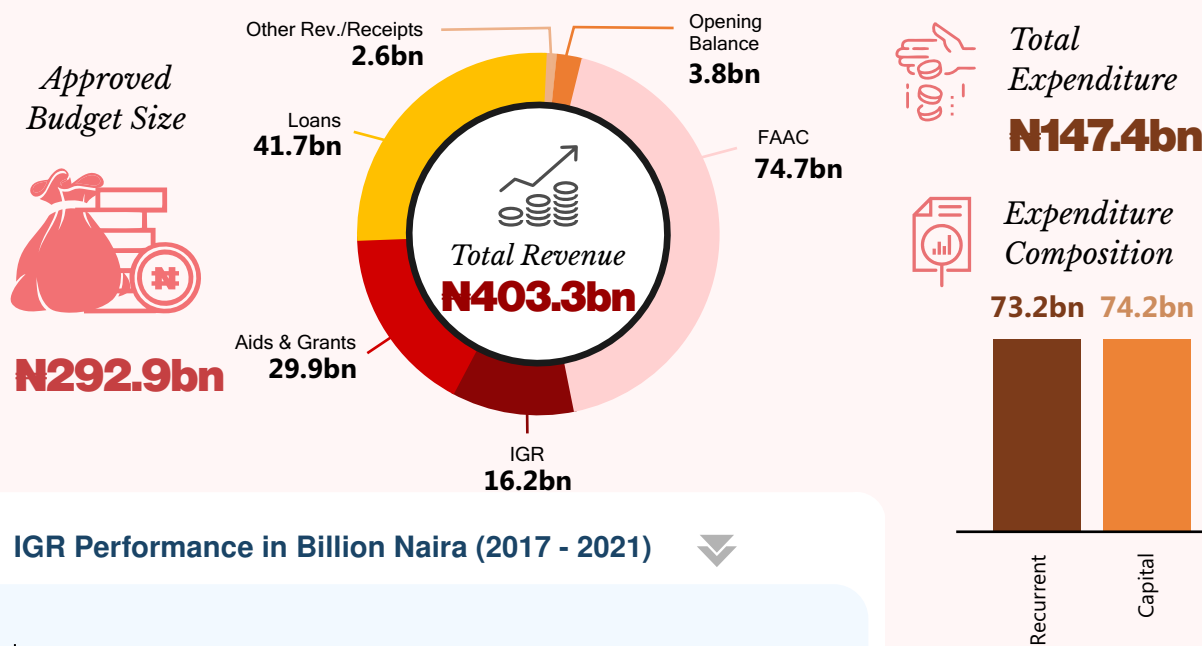 Approved
Budget Size
₦
₦292.9bn
Other Rev./Receipts
2.6bn
Opening
Balance
3.8bn
Loans
41.7bn
FAAC
74.7bn
Total Revenue
₦403.3bn
Aids & Grants
29.9bn
IGR
16.2bn
Total
Expenditure
₦147.4bn
Expenditure
Composition
73.2bn 74.2bn
Recurrent
Capital
IGR Performance in Billion Naira (2017 - 2021)